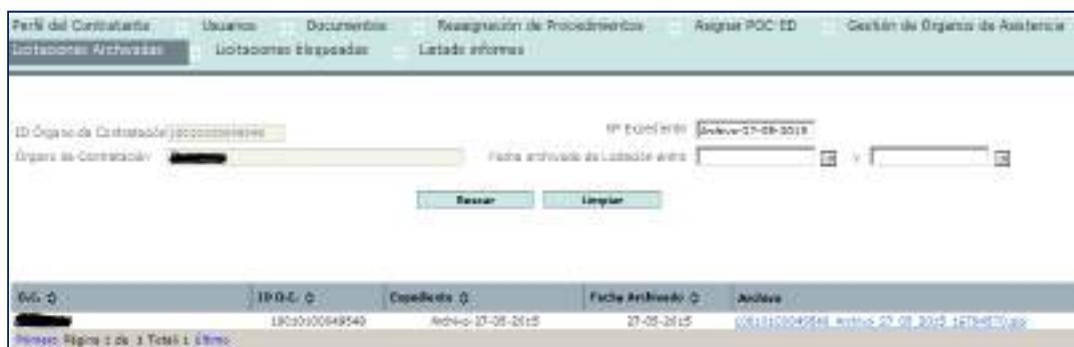 Perfil del Contratante Usuarios Documentos Reasignación de Procedimientos Asignar POC-ED Gestión de Órganos de Asistencia
Licitaciones Archivadas Licitaciones Bloqueadas Listado informes
ID Órgano de Contratación Nº Expediente Archivo-27-05-2015
Órgano de Contratación Fecha archivado de Licitación entre y
Buscar Limpiar
O.C. ID O.C. Expediente Fecha Archivado Archivo
Archivo-27-05-2015 27-05-2015
Primero Página 1 de 1 Total: 1 Último